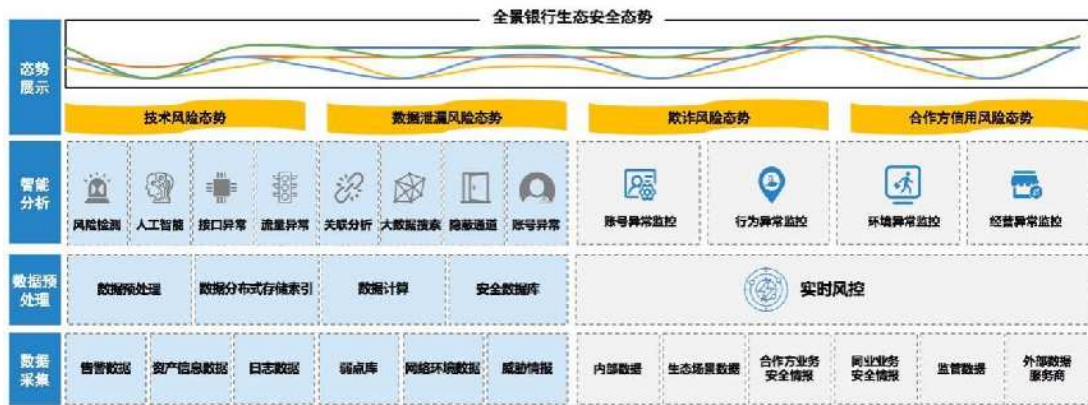 全景银行生态安全态势
态势
展示
技术风险态势
数据泄漏风险态势
欺诈风险态势
合作方信用风险态势
智能
分析
风险检测
人工智能
接口异常
流量异常
关联分析
大数据搜索
隐蔽通道
账号异常
账号异常监控
行为异常监控
环境异常监控
经营异常监控
数据预
处理
数据预处理
数据分布式存储索引
数据计算
安全数据库
实时风控
数据
采集
告警数据
资产信息数据
日志数据
弱点库
网络环境数据
威胁情报
内部数据
生态场景数据
合作方业务
安全情报
同业业务
安全情报
监管数据
外部数据
服务商